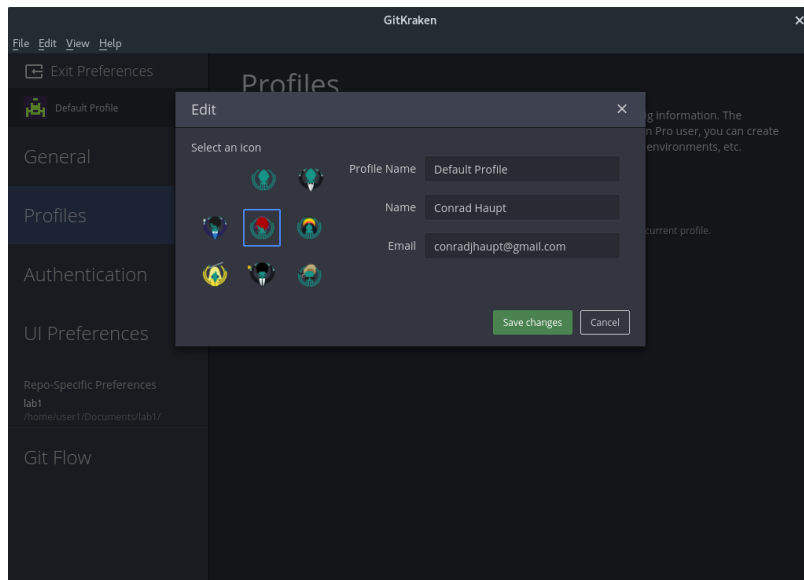 GitKraken
File Edit View Help
Exit Preferences
Default Profile
General
Profiles
Authentication
UI Preferences
Repo-Specific Preferences
lab1
/home/user1/Documents/lab1/
Git Flow
Profiles
g information. The
n Pro user, you can create
environments, etc.
current profile.
Edit
Select an icon
Profile Name Default Profile
Name Conrad Haupt
Email conradjhaupt@gmail.com
Save changes Cancel